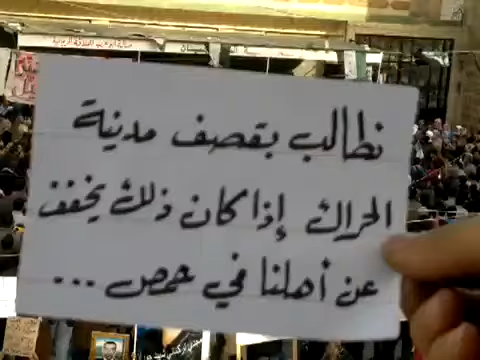 نطالب بقصف مدينة
الحراك إذا كان ذلك يخفف
عن أهلنا في حمص ...